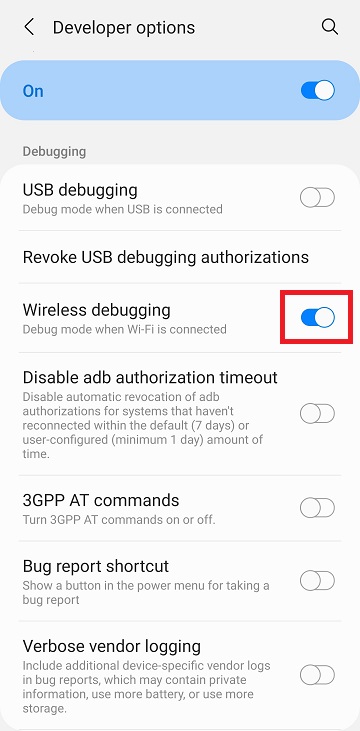 Developer options
On
Debugging
USB debugging
Debug mode when USB is connected
Revoke USB debugging authorizations
Wireless debugging
Debug mode when Wi-Fi is connected
Disable adb authorization timeout
Disable automatic revocation of adb
authorizations for systems that haven't
reconnected within the default (7 days) or
user-configured (minimum 1 day) amount of
time.
3GPP AT commands
Turn 3GPP AT commands on or off.
Bug report shortcut
Show a button in the power menu for taking a
bug report
Verbose vendor logging
Include additional device-specific vendor logs
in bug reports, which may contain private
information, use more battery, or use more
storage.